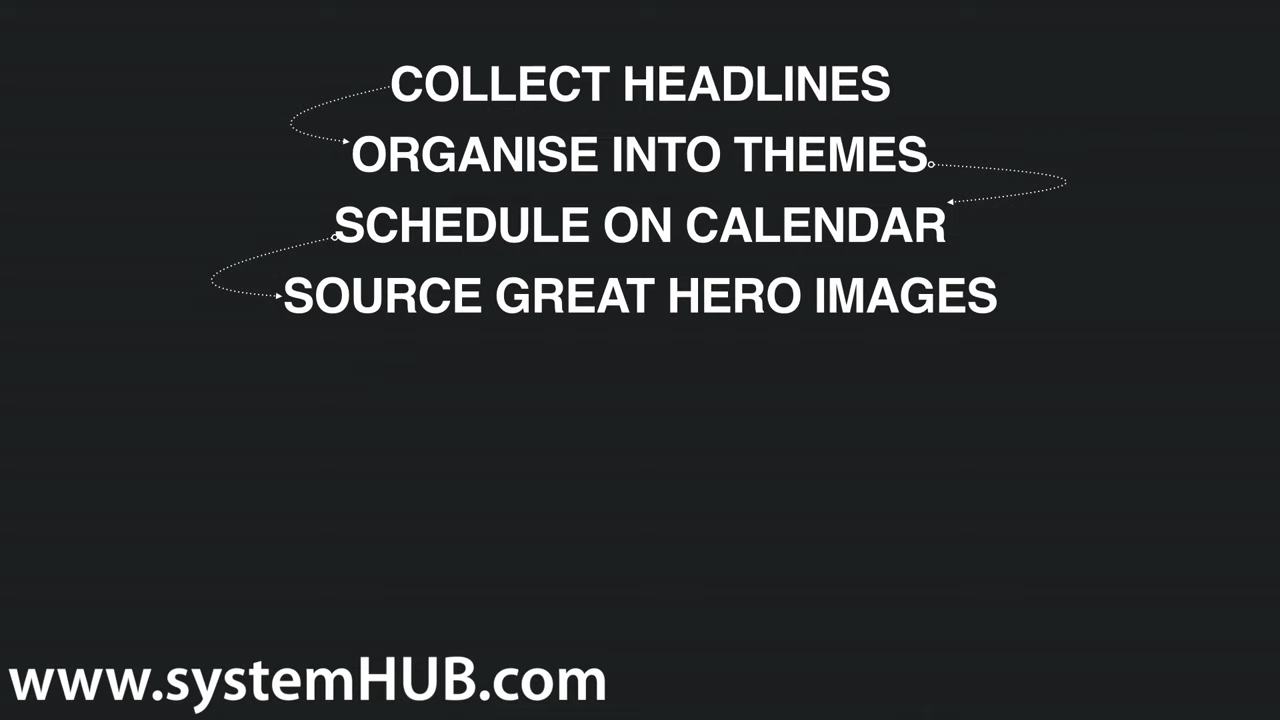 COLLECT HEADLINES
ORGANISE INTO THEMES
SCHEDULE ON CALENDAR
SOURCE GREAT HERO IMAGES
www.systemHUB.com